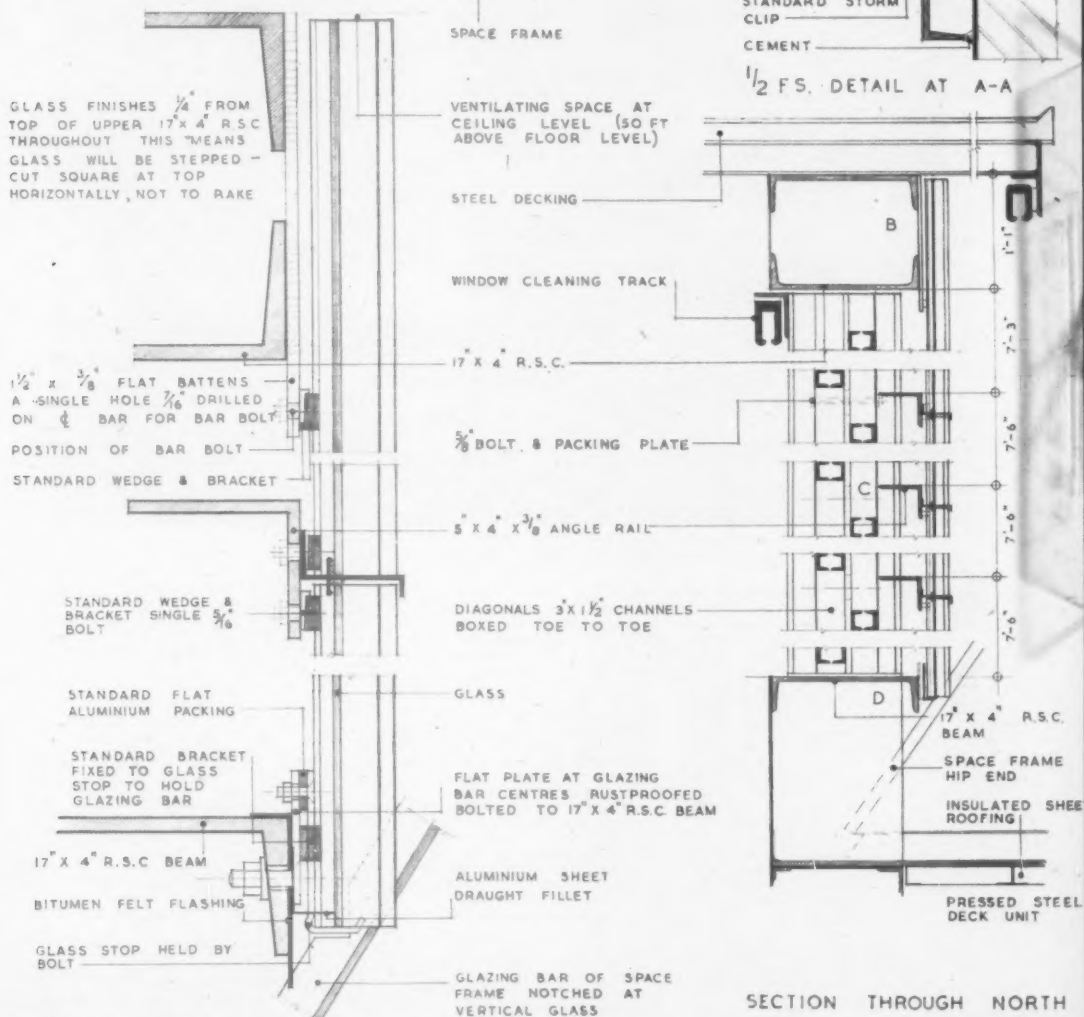 SPACE FRAME
STANDARD STORM
CLIP
CEMENT
1/2 F.S. DETAIL AT A-A
GLASS FINISHES 1/4" FROM
TOP OF UPPER 17" X 4" R.S.C
THROUGHOUT THIS MEANS
GLASS WILL BE STEPPED -
CUT SQUARE AT TOP
HORIZONTALLY, NOT TO RAKE
VENTILATING SPACE AT
CEILING LEVEL (50 FT
ABOVE FLOOR LEVEL)
STEEL DECKING
B
WINDOW CLEANING TRACK
17" X 4" R.S.C.
1'-1"
7'-3"
7'-6"
7'-6"
7'-6"
1 1/2" X 3/8" FLAT BATTENS
A SINGLE HOLE 7/16" DRILLED
ON ℄ BAR FOR BAR BOLT
POSITION OF BAR BOLT
STANDARD WEDGE & BRACKET
5/8" BOLT & PACKING PLATE
C
5" X 4" X 3/8" ANGLE RAIL
STANDARD WEDGE &
BRACKET SINGLE 5/16"
BOLT
DIAGONALS 3" X 1 1/2" CHANNELS
BOXED TOE TO TOE
STANDARD FLAT
ALUMINIUM PACKING
GLASS
D
17" X 4" R.S.C.
BEAM
STANDARD BRACKET
FIXED TO GLASS
STOP TO HOLD
GLAZING BAR
FLAT PLATE AT GLAZING
BAR CENTRES RUSTPROOFED
BOLTED TO 17" X 4" R.S.C. BEAM
SPACE FRAME
HIP END
INSULATED SHEE
ROOFING
17" X 4" R.S.C BEAM
BITUMEN FELT FLASHING
ALUMINIUM SHEET
DRAUGHT FILLET
PRESSED STEEL
DECK UNIT
GLASS STOP HELD BY
BOLT
GLAZING BAR OF SPACE
FRAME NOTCHED AT
VERTICAL GLASS
SECTION THROUGH NORTH